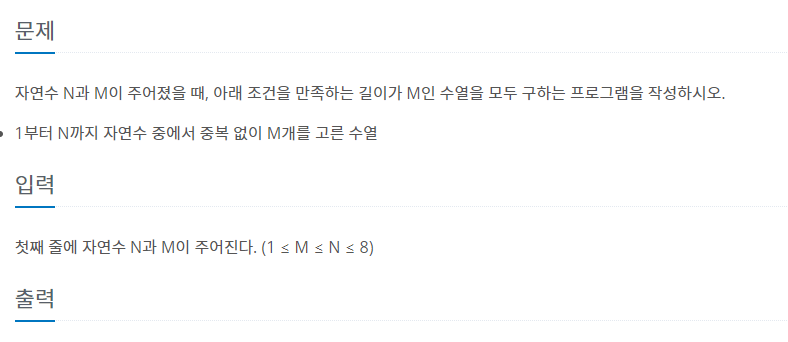 문제
자연수 N과 M이 주어졌을 때, 아래 조건을 만족하는 길이가 M인 수열을 모두 구하는 프로그램을 작성하시오.
• 1부터 N까지 자연수 중에서 중복 없이 M개를 고른 수열
입력
첫째 줄에 자연수 N과 M이 주어진다. (1 ≤ M ≤ N ≤ 8)
출력